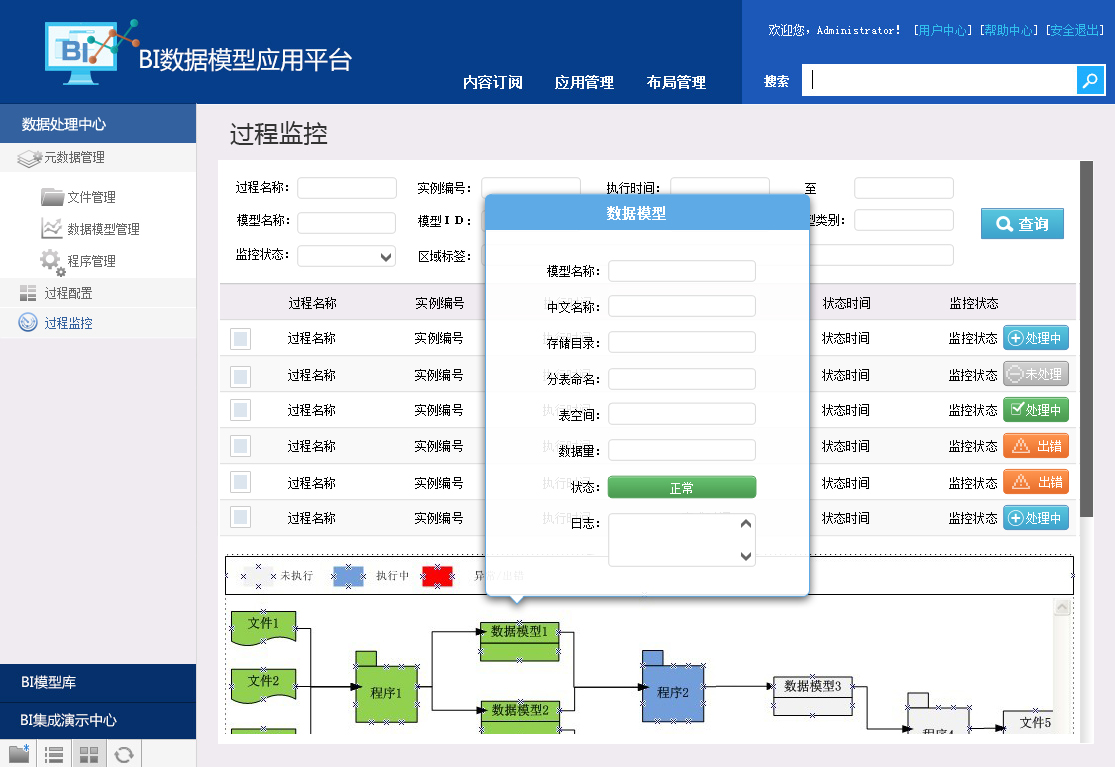 欢迎您，Administrator! [用户中心] [帮助中心] [安全退出]
BI BI数据模型应用平台
内容订阅 应用管理 布局管理 搜索
数据处理中心
元数据管理
文件管理
数据模型管理
程序管理
过程配置
过程监控
BI模型库
BI集成演示中心
过程监控
过程名称： 实例编号： 执行时间： 至
模型名称： 模型ＩＤ： 型类别：
监控状态： 区域标签：
查询
过程名称 实例编号 状态时间 监控状态
过程名称 实例编号 执行时间 状态时间 监控状态 处理中
过程名称 实例编号 执行时间 状态时间 监控状态 未处理
过程名称 实例编号 执行时间 状态时间 监控状态 处理中
过程名称 实例编号 执行时间 状态时间 监控状态 出错
过程名称 实例编号 执行时间 状态时间 监控状态 出错
过程名称 实例编号 执行时间 状态时间 监控状态 处理中
数据模型
模型名称：
中文名称：
存储目录：
分表命名：
表空间：
数据量：
状态： 正常
日志：
未执行 执行中 异常/出错
文件1
文件2
程序1
数据模型1
数据模型2
程序2
数据模型3
程序4
文件5